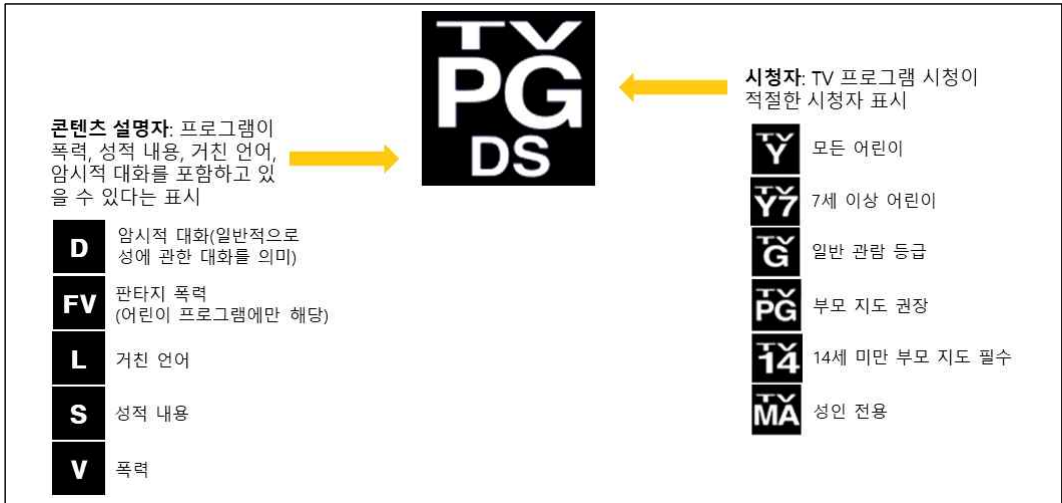 TV
PG
DS
콘텐츠 설명자: 프로그램이
폭력, 성적 내용, 거친 언어,
암시적 대화를 포함하고 있
을 수 있다는 표시
D 암시적 대화(일반적으로
성에 관한 대화를 의미)
FV 판타지 폭력
(어린이 프로그램에만 해당)
L 거친 언어
S 성적 내용
V 폭력
시청자: TV 프로그램 시청이
적절한 시청자 표시
TV
Y 모든 어린이
TV
Y7 7세 이상 어린이
TV
G 일반 관람 등급
TV
PG 부모 지도 권장
TV
14 14세 미만 부모 지도 필수
TV
MA 성인 전용